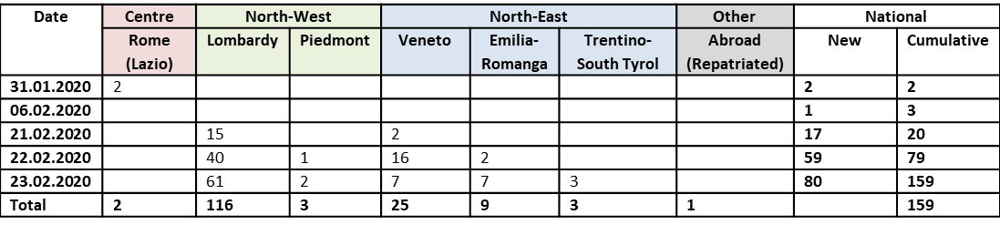 Date Centre North-West North-East Other National
Rome (Lazio) Lombardy Piedmont Veneto Emilia-Romanga Trentino-South Tyrol Abroad (Repatriated) New Cumulative
31.01.2020 2 2 2
06.02.2020 1 3
21.02.2020 15 2 17 20
22.02.2020 40 1 16 2 59 79
23.02.2020 61 2 7 7 3 80 159
Total 2 116 3 25 9 3 1 159